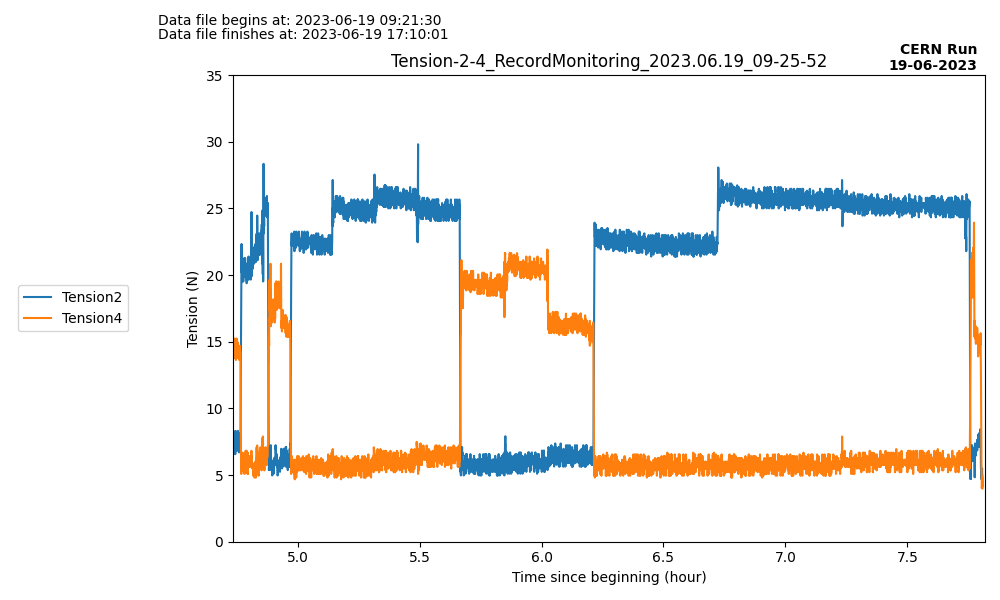 Data file begins at: 2023-06-19 09:21:30
Data file finishes at: 2023-06-19 17:10:01
CERN Run
19-06-2023
Tension-2-4_RecordMonitoring_2023.06.19_09-25-52
35
30
25
20
15
10
5
0
Tension (N)
Tension2
Tension4
5.0 5.5 6.0 6.5 7.0 7.5
Time since beginning (hour)